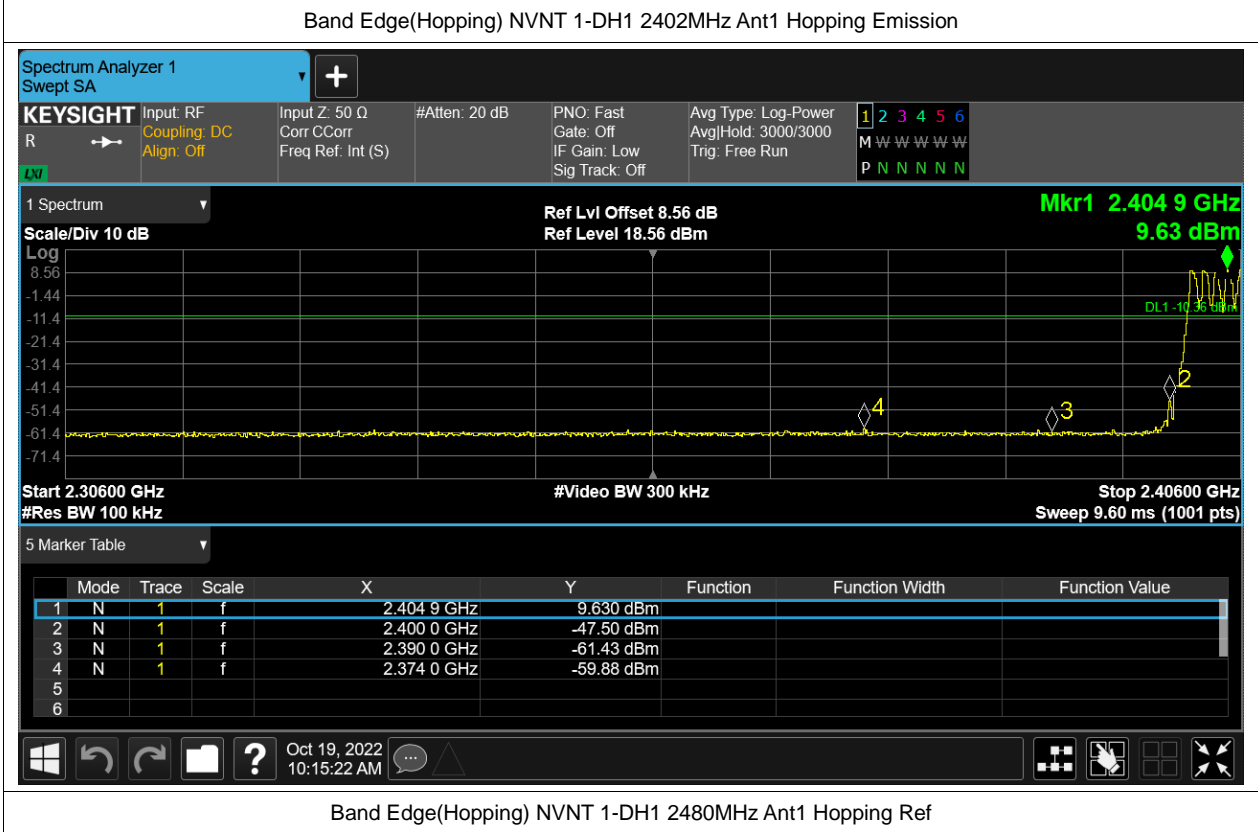 Band Edge(Hopping) NVNT 1-DH1 2402MHz Ant1 Hopping Emission
Spectrum Analyzer 1
Swept SA
+
KEYSIGHT Input: RF Input Z: 50 Ω #Atten: 20 dB PNO: Fast Avg Type: Log-Power 1 2 3 4 5 6
R Coupling: DC Corr CCorr Gate: Off Avg|Hold: 3000/3000 M W W W W W
Align: Off Freq Ref: Int (S) IF Gain: Low Trig: Free Run
LXI Sig Track: Off P N N N N N
1 Spectrum Ref Lvl Offset 8.56 dB Mkr1 2.404 9 GHz
Scale/Div 10 dB Ref Level 18.56 dBm 9.63 dBm
Log
8.56
-1.44
DL1 -10.36 dBm
-11.4
-21.4
-31.4
-41.4 2
-51.4 4 3
-61.4
-71.4
Start 2.30600 GHz #Video BW 300 kHz Stop 2.40600 GHz
#Res BW 100 kHz Sweep 9.60 ms (1001 pts)
5 Marker Table
Mode Trace Scale X Y Function Function Width Function Value
1 N 1 f 2.404 9 GHz 9.630 dBm
2 N 1 f 2.400 0 GHz -47.50 dBm
3 N 1 f 2.390 0 GHz -61.43 dBm
4 N 1 f 2.374 0 GHz -59.88 dBm
5
6
? Oct 19, 2022
10:15:22 AM
Band Edge(Hopping) NVNT 1-DH1 2480MHz Ant1 Hopping Ref